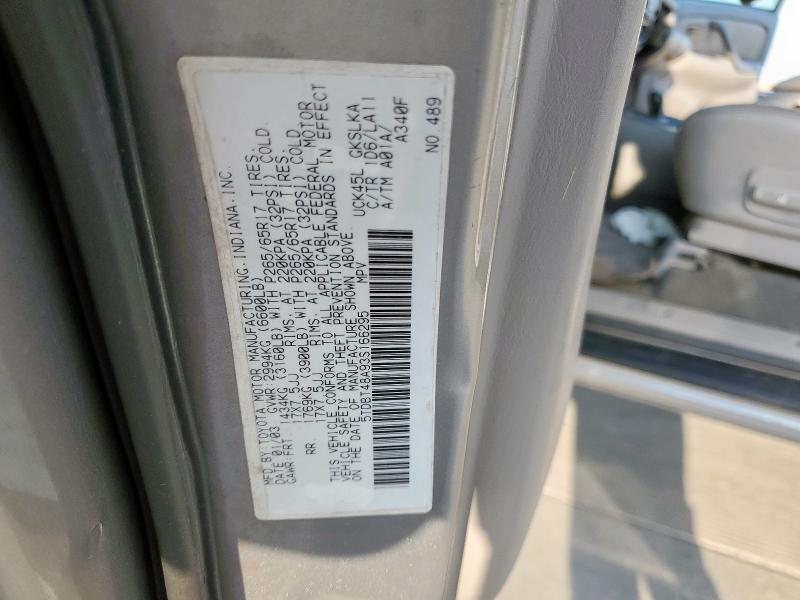 MFD.BY TOYOTA MOTOR MANUFACTURING.INDIANA.INC.
DATE 01/03 GVWR:2994KG (6600LB)
GAWR:FRT 1434KG (3160LB) WITH P265/65R17 TIRES.
17X7.5JJ RIMS. AT 220KPA (32PSI) COLD
RR 1769KG (3900LB) WITH P265/65R17 TIRES.
17X7.5JJ RIMS. AT 220KPA (32PSI) COLD
THIS VEHICLE CONFORMS TO ALL APPLICABLE FEDERAL MOTOR
VEHICLE SAFETY AND THEFT PREVENTION STANDARDS IN EFFECT
ON THE DATE OF MANUFACTURE SHOWN ABOVE.
5TDBT48A93S166295 MPV
UCK45L GKSLKA
C/TR 1D6/LA11
A/TM A01A/
A340F
NO.489